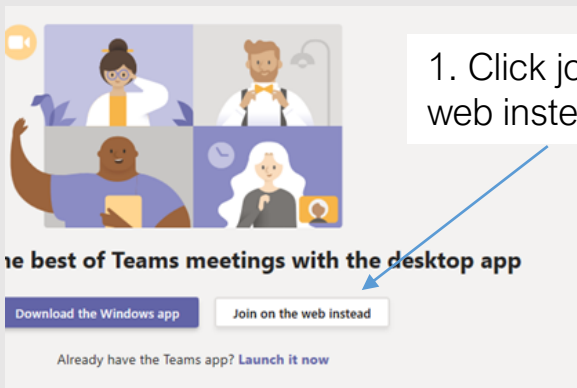 1. Click jo
web inste
he best of Teams meetings with the desktop app
Download the Windows app
Join on the web instead
Already have the Teams app? Launch it now